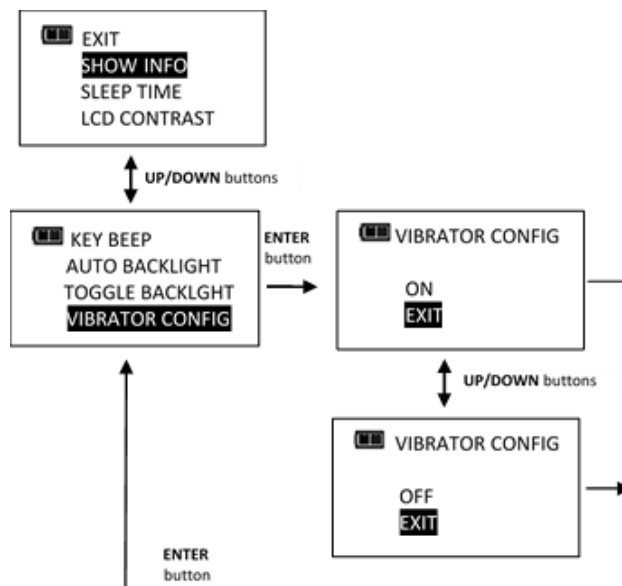 EXIT
SHOW INFO
SLEEP TIME
LCD CONTRAST
UP/DOWN buttons
KEY BEEP
AUTO BACKLIGHT
TOGGLE BACKLGHT
VIBRATOR CONFIG
ENTER
button
VIBRATOR CONFIG
ON
EXIT
UP/DOWN buttons
VIBRATOR CONFIG
OFF
EXIT
ENTER
button